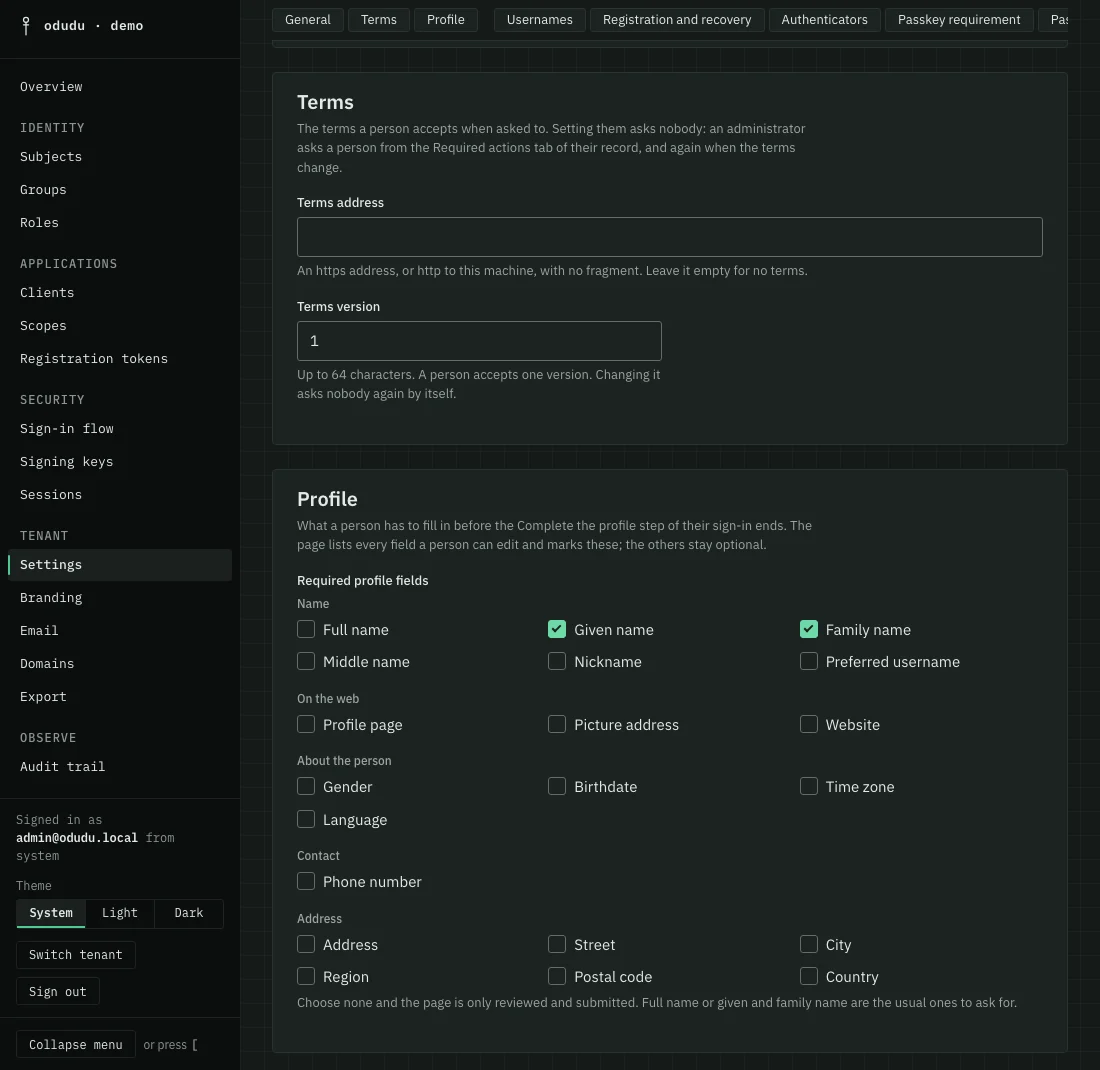 odudu · demo
Overview
IDENTITY
Subjects
Groups
Roles
APPLICATIONS
Clients
Scopes
Registration tokens
SECURITY
Sign-in flow
Signing keys
Sessions
TENANT
Settings
Branding
Email
Domains
Export
OBSERVE
Audit trail
Signed in as
admin@odudu.local from
system
Theme
System Light Dark
Switch tenant
Sign out
Collapse menu or press [
General Terms Profile Usernames Registration and recovery Authenticators Passkey requirement
Terms
The terms a person accepts when asked to. Setting them asks nobody: an administrator
asks a person from the Required actions tab of their record, and again when the terms
change.
Terms address
An https address, or http to this machine, with no fragment. Leave it empty for no terms.
Terms version
1
Up to 64 characters. A person accepts one version. Changing it
asks nobody again by itself.
Profile
What a person has to fill in before the Complete the profile step of their sign-in ends. The
page lists every field a person can edit and marks these; the others stay optional.
Required profile fields
Name
Full name Given name Family name
Middle name Nickname Preferred username
On the web
Profile page Picture address Website
About the person
Gender Birthdate Time zone
Language
Contact
Phone number
Address
Address Street City
Region Postal code Country
Choose none and the page is only reviewed and submitted. Full name or given and family name are the usual ones to ask for.